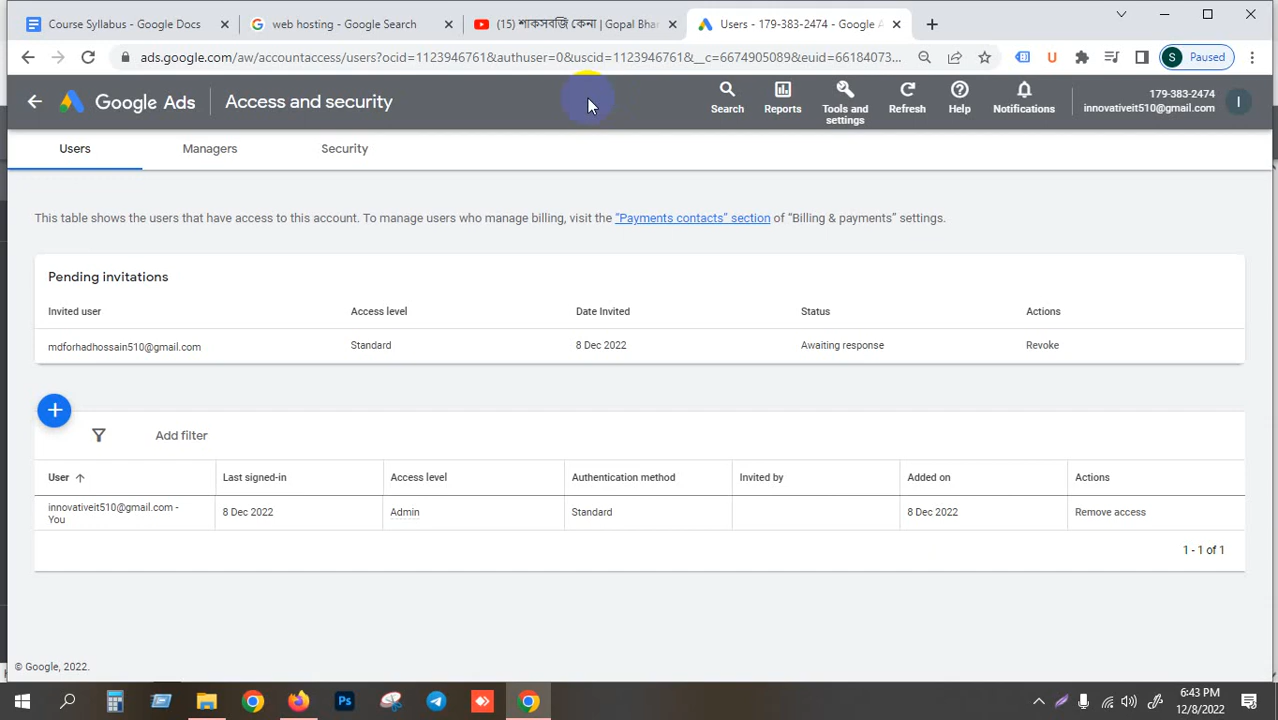 Course Syllabus - Google Docs
web hosting - Google Search
(15) শাকসবজি কেনা | Gopal Bhar
Users - 179-383-2474 - Google A
ads.google.com/aw/accountaccess/users?ocid=1123946761&authuser=0&uscid=1123946761&__c=6674905089&euid=66184073...
U
S
Paused
Google Ads
Access and security
Search
Reports
Tools and settings
Refresh
Help
Notifications
179-383-2474
innovativeit510@gmail.com
I
Users
Managers
Security
This table shows the users that have access to this account. To manage users who manage billing, visit the "Payments contacts" section of "Billing & payments" settings.
Pending invitations
Invited user
Access level
Date Invited
Status
Actions
mdforhadhossain510@gmail.com
Standard
8 Dec 2022
Awaiting response
Revoke
Add filter
User
Last signed-in
Access level
Authentication method
Invited by
Added on
Actions
innovativeit510@gmail.com - You
8 Dec 2022
Admin
Standard
8 Dec 2022
Remove access
1 - 1 of 1
© Google, 2022.
Ps
6:43 PM
12/8/2022